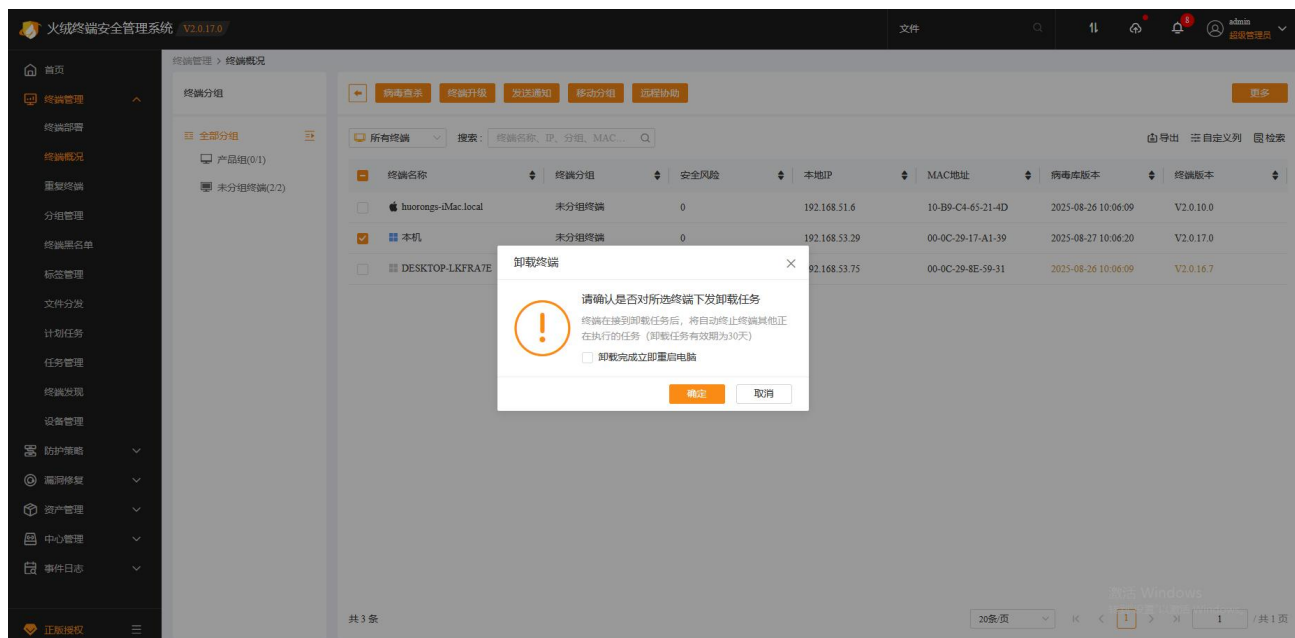 火绒终端安全管理系统 V2.0.17.0
文件
8
admin
超级管理员
首页
终端管理
终端部署
终端概况
重复终端
分组管理
终端黑名单
标签管理
文件分发
计划任务
任务管理
终端发现
设备管理
防护策略
漏洞修复
资产管理
中心管理
事件日志
正版授权
终端管理 > 终端概况
终端分组
全部分组
产品组(0/1)
未分组终端(2/2)
病毒查杀 终端升级 发送通知 移动分组 远程协助 更多
所有终端 搜索: 终端名称、IP、分组、MAC... 导出 自定义列 检索
终端名称 终端分组 安全风险 本地IP MAC地址 病毒库版本 终端版本
huorongs-iMac.local 未分组终端 0 192.168.51.6 10-B9-C4-65-21-4D 2025-08-26 10:06:09 V2.0.10.0
本机 未分组终端 0 192.168.53.29 00-0C-29-17-A1-39 2025-08-27 10:06:20 V2.0.17.0
DESKTOP-LKFRA7E 92.168.53.75 00-0C-29-8E-59-31 2025-08-26 10:06:09 V2.0.16.7
卸载终端
请确认是否对所选终端下发卸载任务
终端在接到卸载任务后，将自动终止终端其他正
在执行的任务（卸载任务有效期为30天）
卸载完成立即重启电脑
确定 取消
激活 Windows
共 3 条
20条/页 1 1 / 共 1 页